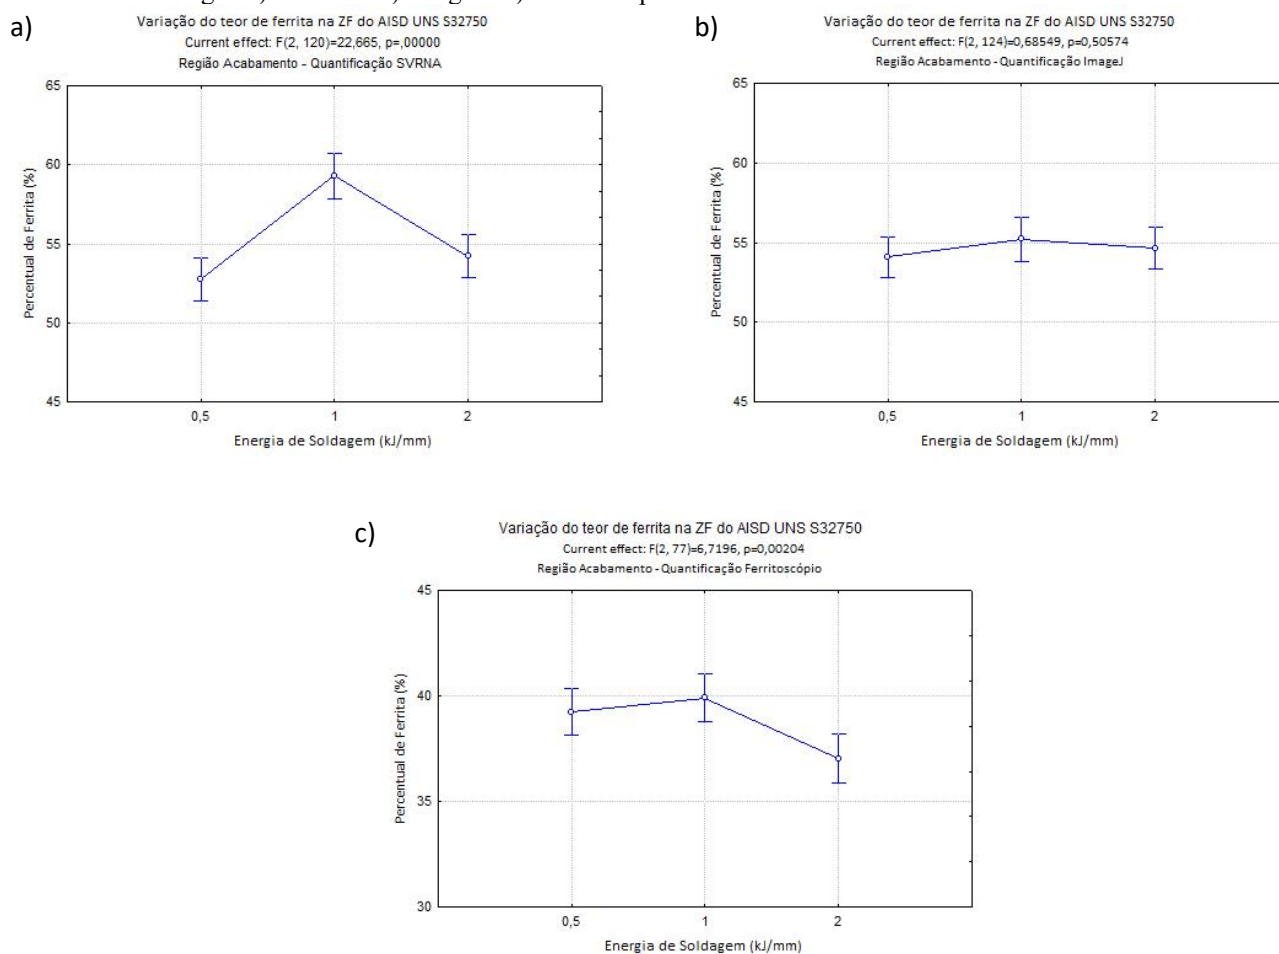 a)
Variação do teor de ferrita na ZF do AISD UNS S32750
Current effect: F(2, 120)=22,665, p=,00000
Região Acabamento - Quantificação SVRNA
65
60
55
50
45
Percentual de Ferrita (%)
0,5
1
2
Energia de Soldagem (kJ/mm)
b)
Variação do teor de ferrita na ZF do AISD UNS S32750
Current effect: F(2, 124)=0,68549, p=0,50574
Região Acabamento - Quantificação ImageJ
65
60
55
50
45
Percentual de Ferrita (%)
0,5
1
2
Energia de Soldagem (kJ/mm)
c)
Variação do teor de ferrita na ZF do AISD UNS S32750
Current effect: F(2, 77)=6,7196, p=0,00204
Região Acabamento - Quantificação Ferritoscópio
45
40
35
30
Percentual de Ferrita (%)
0,5
1
2
Energia de Soldagem (kJ/mm)